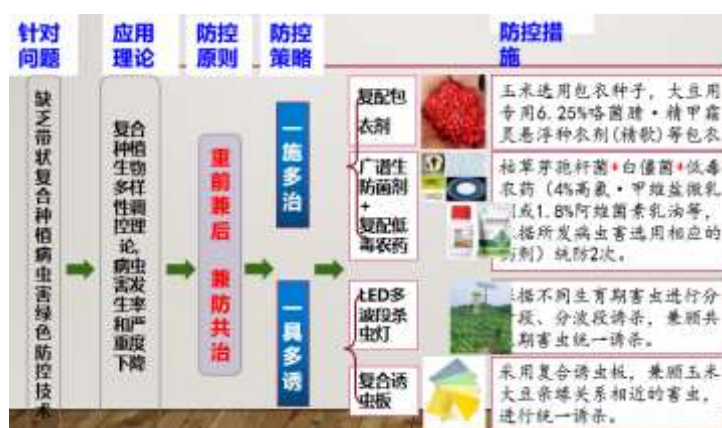 针对
问题
应用
理论
防控
原则
防控
策略
防控措
施
缺乏带状复合种植病虫害绿色防控技术
复合
种植
生物
多样
性调
控理
论,
病虫
害发
生率
和严
重度
下降
重前兼后 兼防共治
一施多治
一具多诱
复配包
衣剂
广谱生
防菌剂
+
复配低
毒农药
LED多
波段杀
虫灯
复合诱
虫板
玉米选用包衣种子,大豆用
专用6.25%咯菌腈·精甲霜
灵悬浮种衣剂(精歌)等包衣
枯草芽孢杆菌+白僵菌+低毒
农药(4%高氯·甲维盐微乳
剂或1.8%阿维菌素乳油等,
据所发病虫害选用相应的
药剂)统防2次。
据不同生育期害虫进行分
段、分波段诱杀,兼顾共
期害虫统一诱杀。
采用复合诱虫板,兼顾玉米
大豆亲缘关系相近的害虫,
进行统一诱杀。